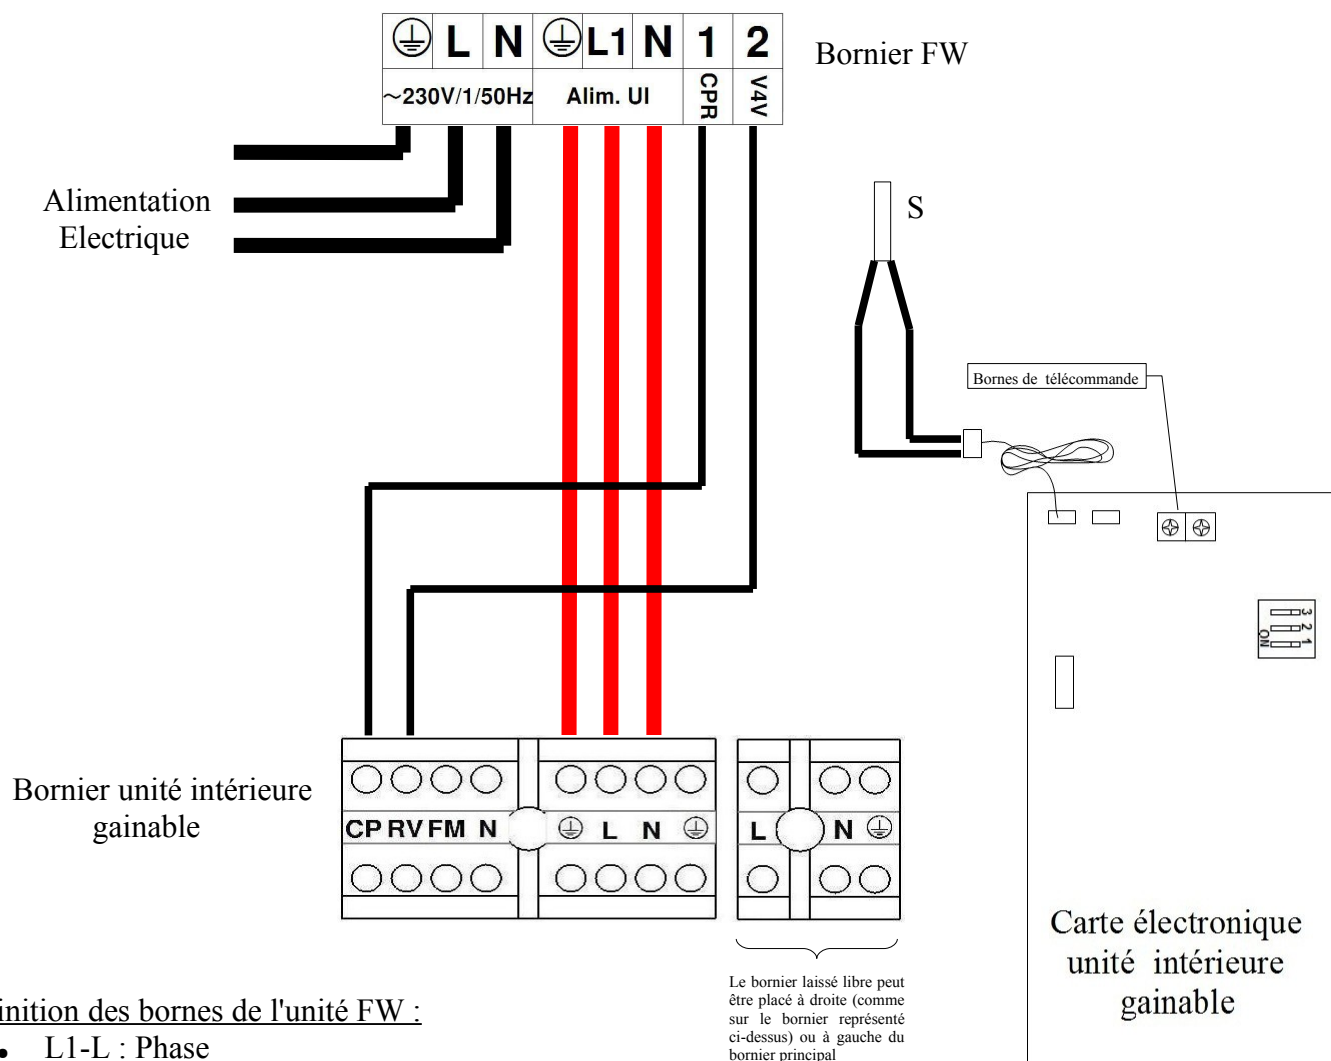 L N L1 N 1 2
Bornier FW
~230V/1/50Hz Alim. UI CPR V4V
Alimentation
Electrique
S
Bornes de télécommande
3 2 1
ON
Bornier unité intérieure
gainable
CP RV FM N L N
L N
Carte électronique
unité intérieure
gainable
Le bornier laissé libre peut
être placé à droite (comme
sur le bornier représenté
ci-dessus) ou à gauche du
bornier principal
inition des bornes de l'unité FW :
• L1-L : Phase